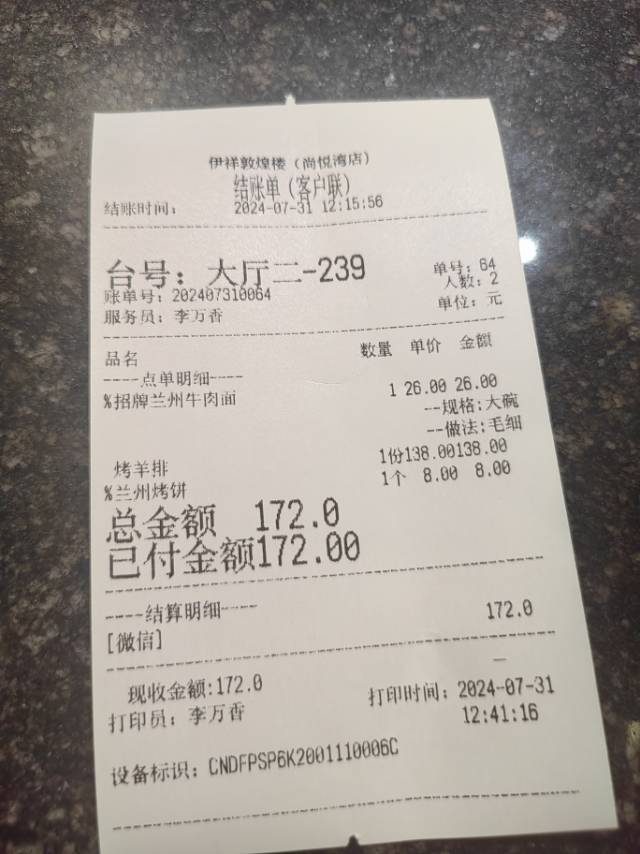 伊祥敦煌楼（尚悦湾店）
结账单（客户联）
结账时间： 2024-07-31 12:15:56
台号：大厅二-239 单号：64
账单号：202407310064 人数：2
服务员：李万香 单位：元
品名 数量 单价 金额
----点单明细----
%招牌兰州牛肉面 1 26.00 26.00
--规格:大碗
--做法:毛细
烤羊排 1份138.00138.00
%兰州烤饼 1个 8.00 8.00
总金额 172.0
已付金额172.00
----结算明细----
[微信] 172.0
现收金额:172.0
打印员：李万香 打印时间：2024-07-31
12:41:16
设备标识：CNDFPSP6K2001110006C